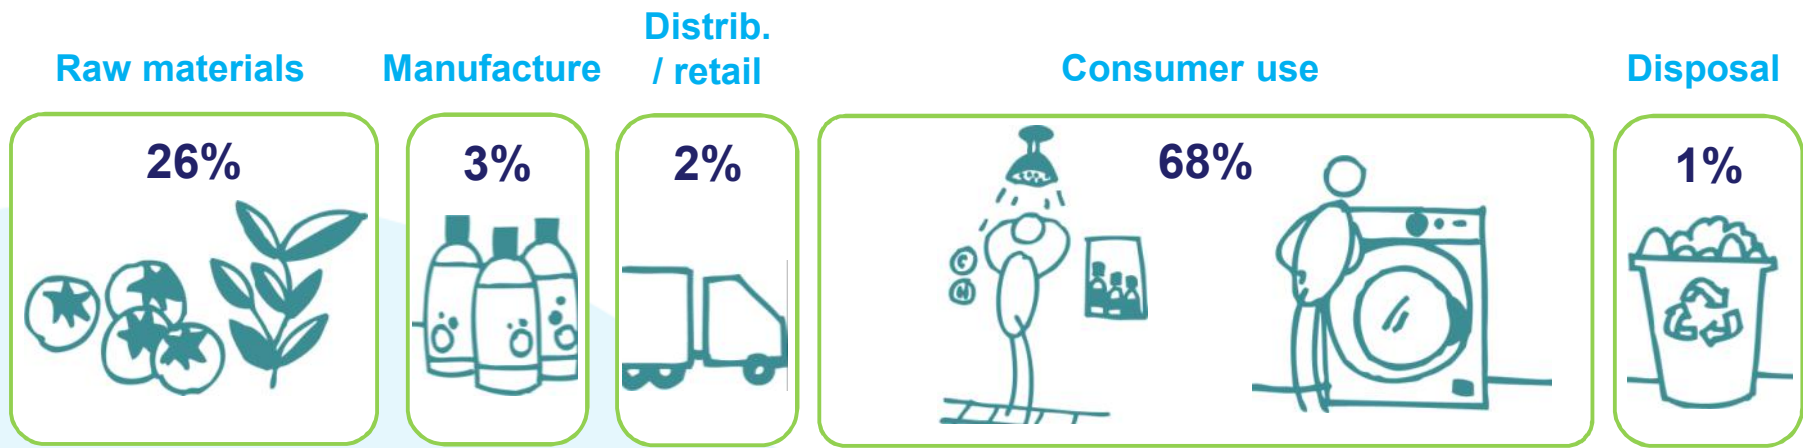 Raw materials
Manufacture
Distrib.
/ retail
Consumer use
Disposal
26%
3%
2%
68%
1%